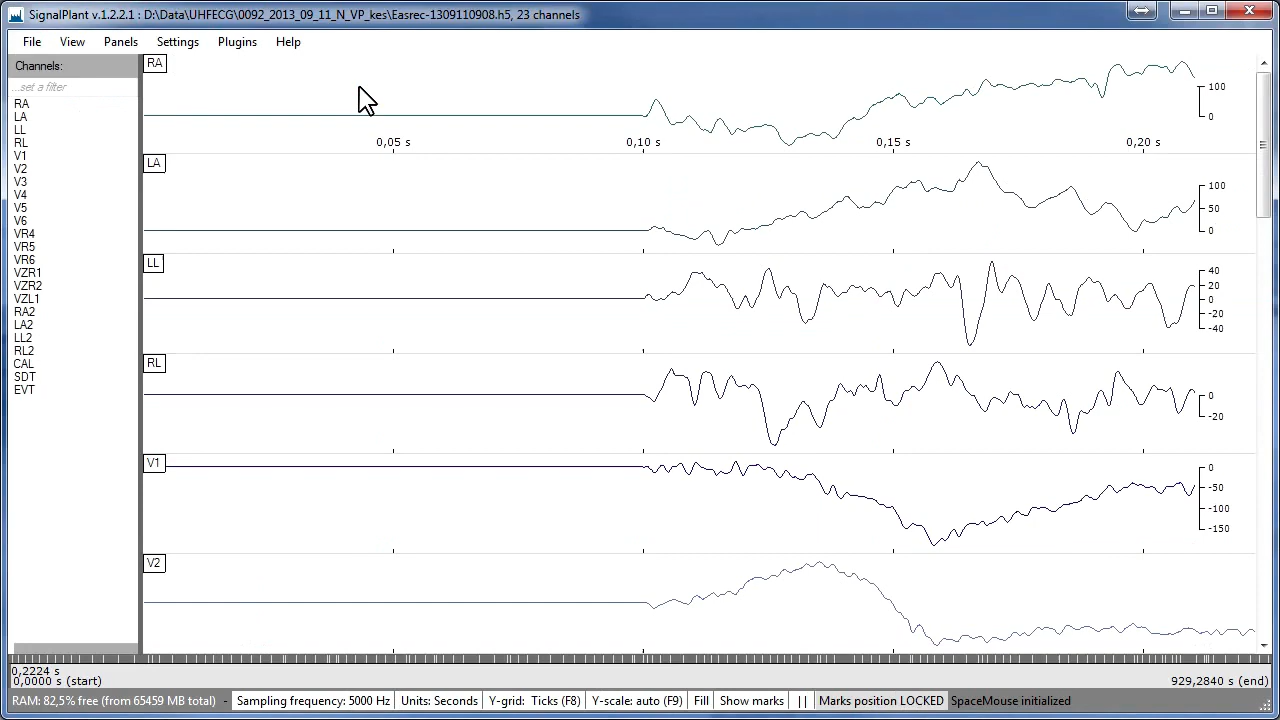 SignalPlant v.1.2.2.1 : D:\Data\UHFECG\0092_2013_09_11_N_VP_kes\Easrec-1309110908.h5, 23 channels
File View Panels Settings Plugins Help
Channels:
...set a filter
RA
LA
LL
RL
V1
V2
V3
V4
V5
V6
VR4
VR5
VR6
VZR1
VZR2
VZL1
RA2
LA2
LL2
RL2
CAL
SDT
EVT
RA
100
0
0,05 s 0,10 s 0,15 s 0,20 s
LA
100
50
0
LL
40
20
0
-20
-40
RL
0
-20
V1
0
-50
-100
-150
V2
0,2224 s
0,0000 s (start) 929,2840 s (end)
RAM: 82,5% free (from 65459 MB total) - Sampling frequency: 5000 Hz Units: Seconds Y-grid: Ticks (F8) Y-scale: auto (F9) Fill Show marks || Marks position LOCKED SpaceMouse initialized